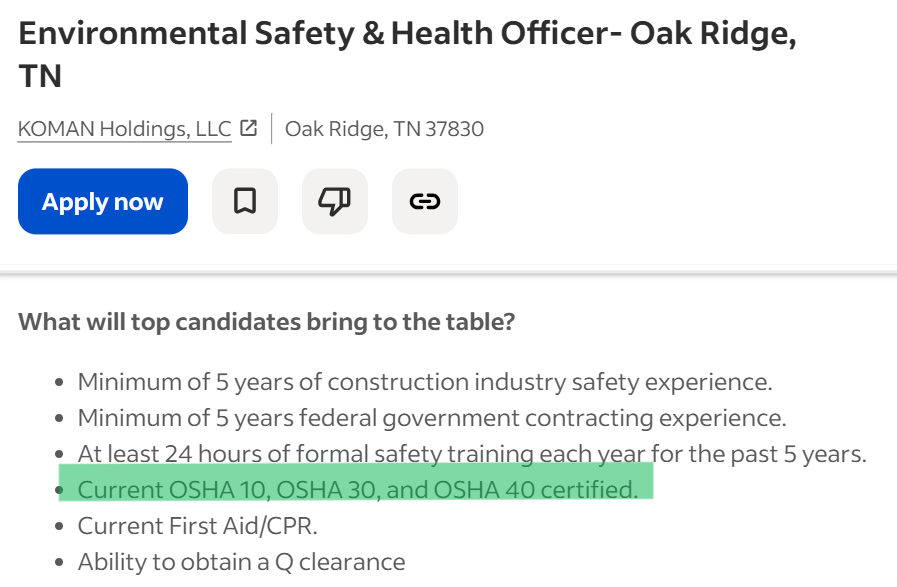 Environmental Safety & Health Officer- Oak Ridge,
TN
KOMAN Holdings, LLC Oak Ridge, TN 37830
Apply now
What will top candidates bring to the table?
• Minimum of 5 years of construction industry safety experience.
• Minimum of 5 years federal government contracting experience.
• At least 24 hours of formal safety training each year for the past 5 years.
• Current OSHA 10, OSHA 30, and OSHA 40 certified.
• Current First Aid/CPR.
• Ability to obtain a Q clearance